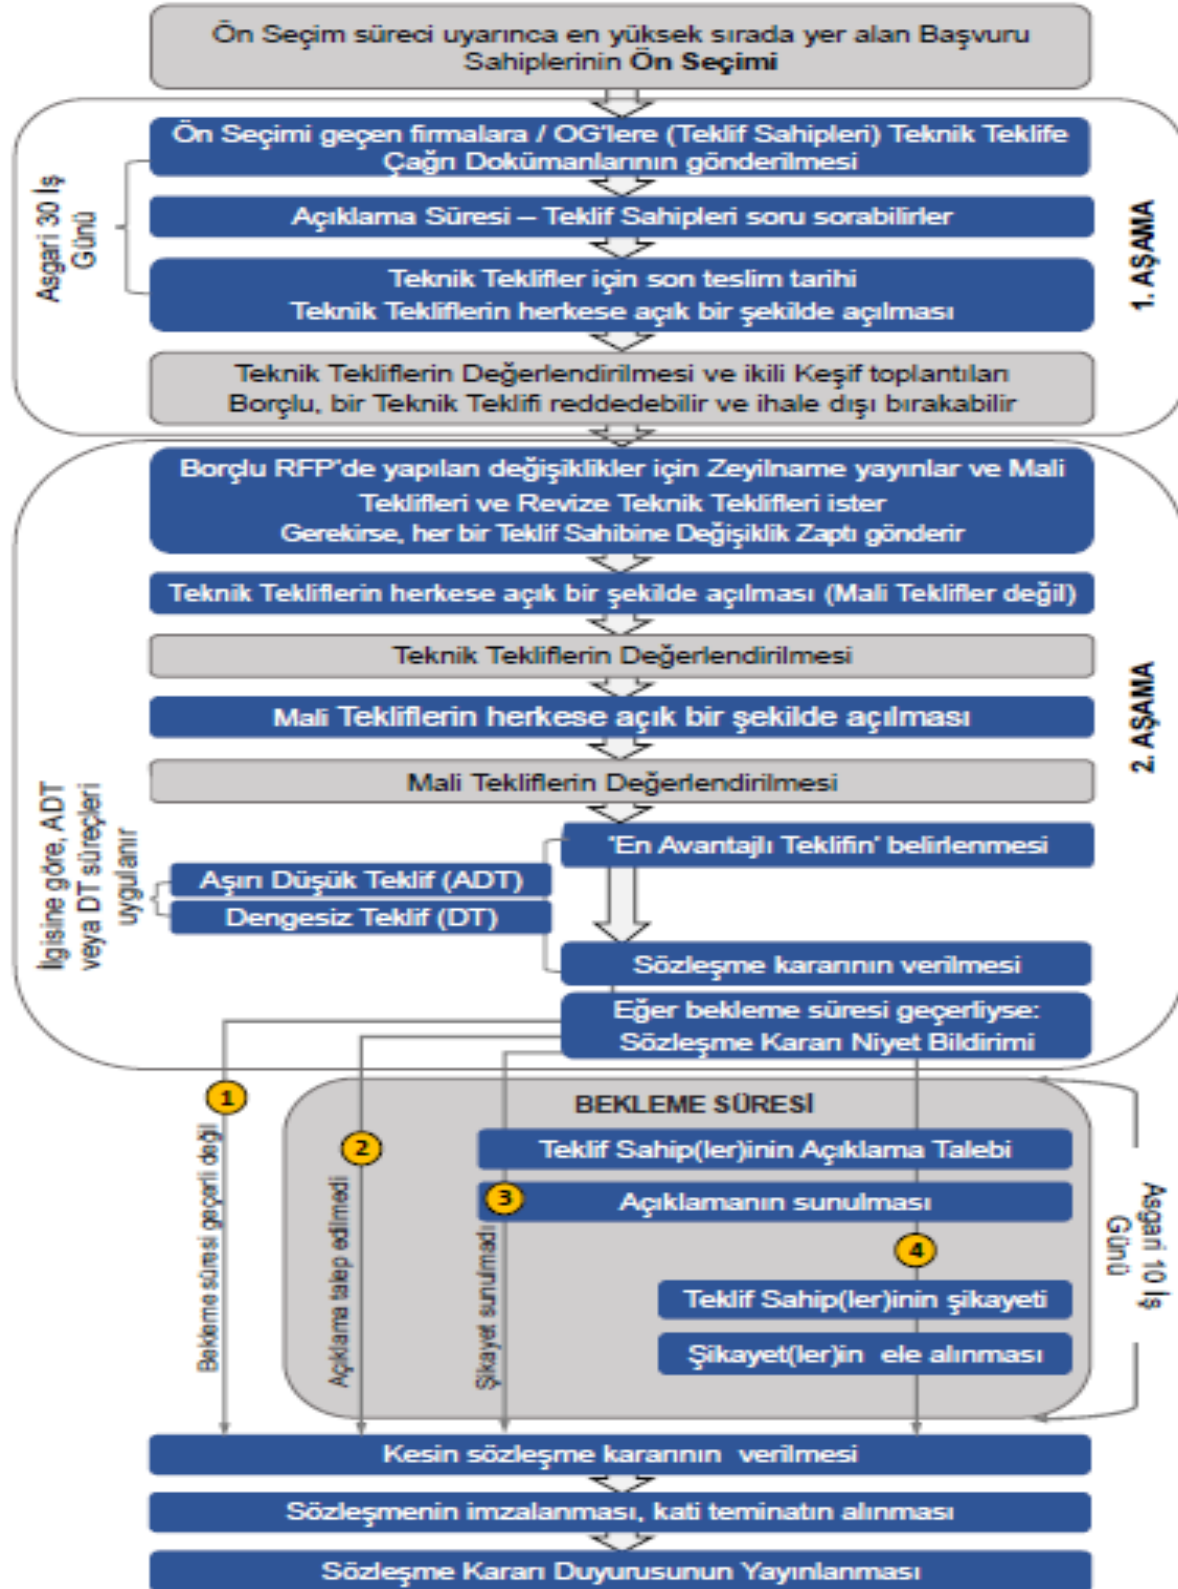 Ön Seçim süreci uyarınca en yüksek sırada yer alan Başvuru
Sahiplerinin Ön Seçimi
Ön Seçimi geçen firmalara / OG'lere (Teklif Sahipleri) Teknik Teklife
Çağrı Dokümanlarının gönderilmesi
Açıklama Süresi – Teklif Sahipleri soru sorabilirler
Teknik Teklifler için son teslim tarihi
Teknik Tekliflerin herkese açık bir şekilde açılması
Asgari 30 İş
Günü
Teknik Tekliflerin Değerlendirilmesi ve ikili Keşif toplantıları
Borçlu, bir Teknik Teklifi reddedebilir ve ihale dışı bırakabilir
1. AŞAMA
Borçlu RFP'de yapılan değişiklikler için Zeyilname yayınlar ve Mali
Teklifleri ve Revize Teknik Teklifleri ister
Gerekirse, her bir Teklif Sahibine Değişiklik Zaptı gönderir
Teknik Tekliflerin herkese açık bir şekilde açılması (Mali Teklifler değil)
Teknik Tekliflerin Değerlendirilmesi
Mali Tekliflerin herkese açık bir şekilde açılması
Mali Tekliflerin Değerlendirilmesi
2. AŞAMA
'En Avantajlı Teklifin' belirlenmesi
Aşırı Düşük Teklif (ADT)
Dengesiz Teklif (DT)
İlgisine göre, ADT
veya DT süreçleri
uygulanır
Sözleşme kararının verilmesi
Eğer bekleme süresi geçerliyse:
Sözleşme Kararı Niyet Bildirimi
1
Bekleme süresi geçerli değil
2
Açıklama talep edilmedi
3
Şikayet sunulmadı
BEKLEME SÜRESİ
Teklif Sahip(ler)inin Açıklama Talebi
Açıklamanın sunulması
4
Teklif Sahip(ler)inin şikayeti
Şikayet(ler)in ele alınması
Asgari 10 İş
Günü
Kesin sözleşme kararının verilmesi
Sözleşmenin imzalanması, kati teminatın alınması
Sözleşme Kararı Duyurusunun Yayınlanması